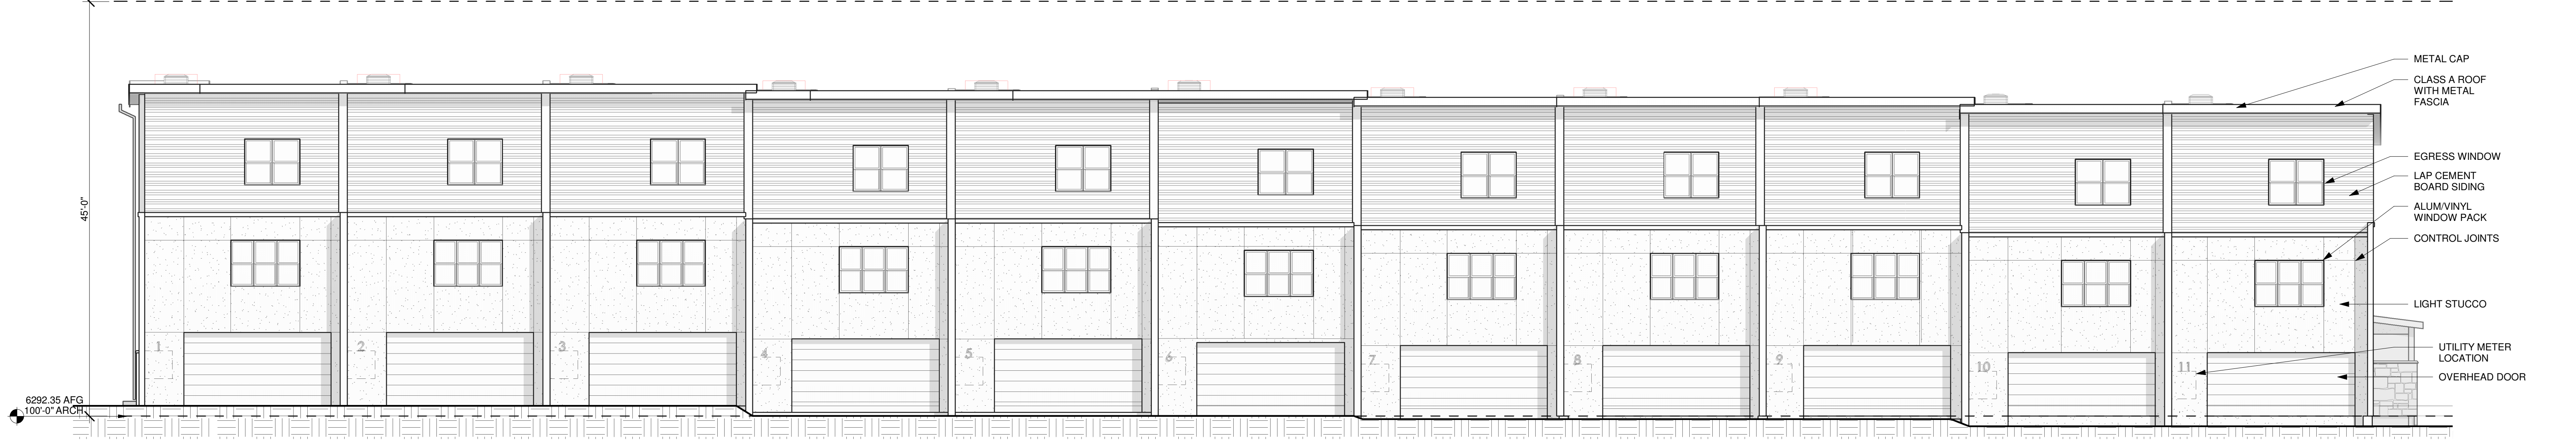 METAL CAP
CLASS A ROOF
WITH METAL
FASCIA
EGRESS WINDOW
LAP CEMENT
BOARD SIDING
ALUM/VINYL
WINDOW PACK
CONTROL JOINTS
LIGHT STUCCO
UTILITY METER
LOCATION
OVERHEAD DOOR
45'-0"
1
2
3
4
5
6
7
8
9
10
11
6292.35 AFG
100'-0" ARCH